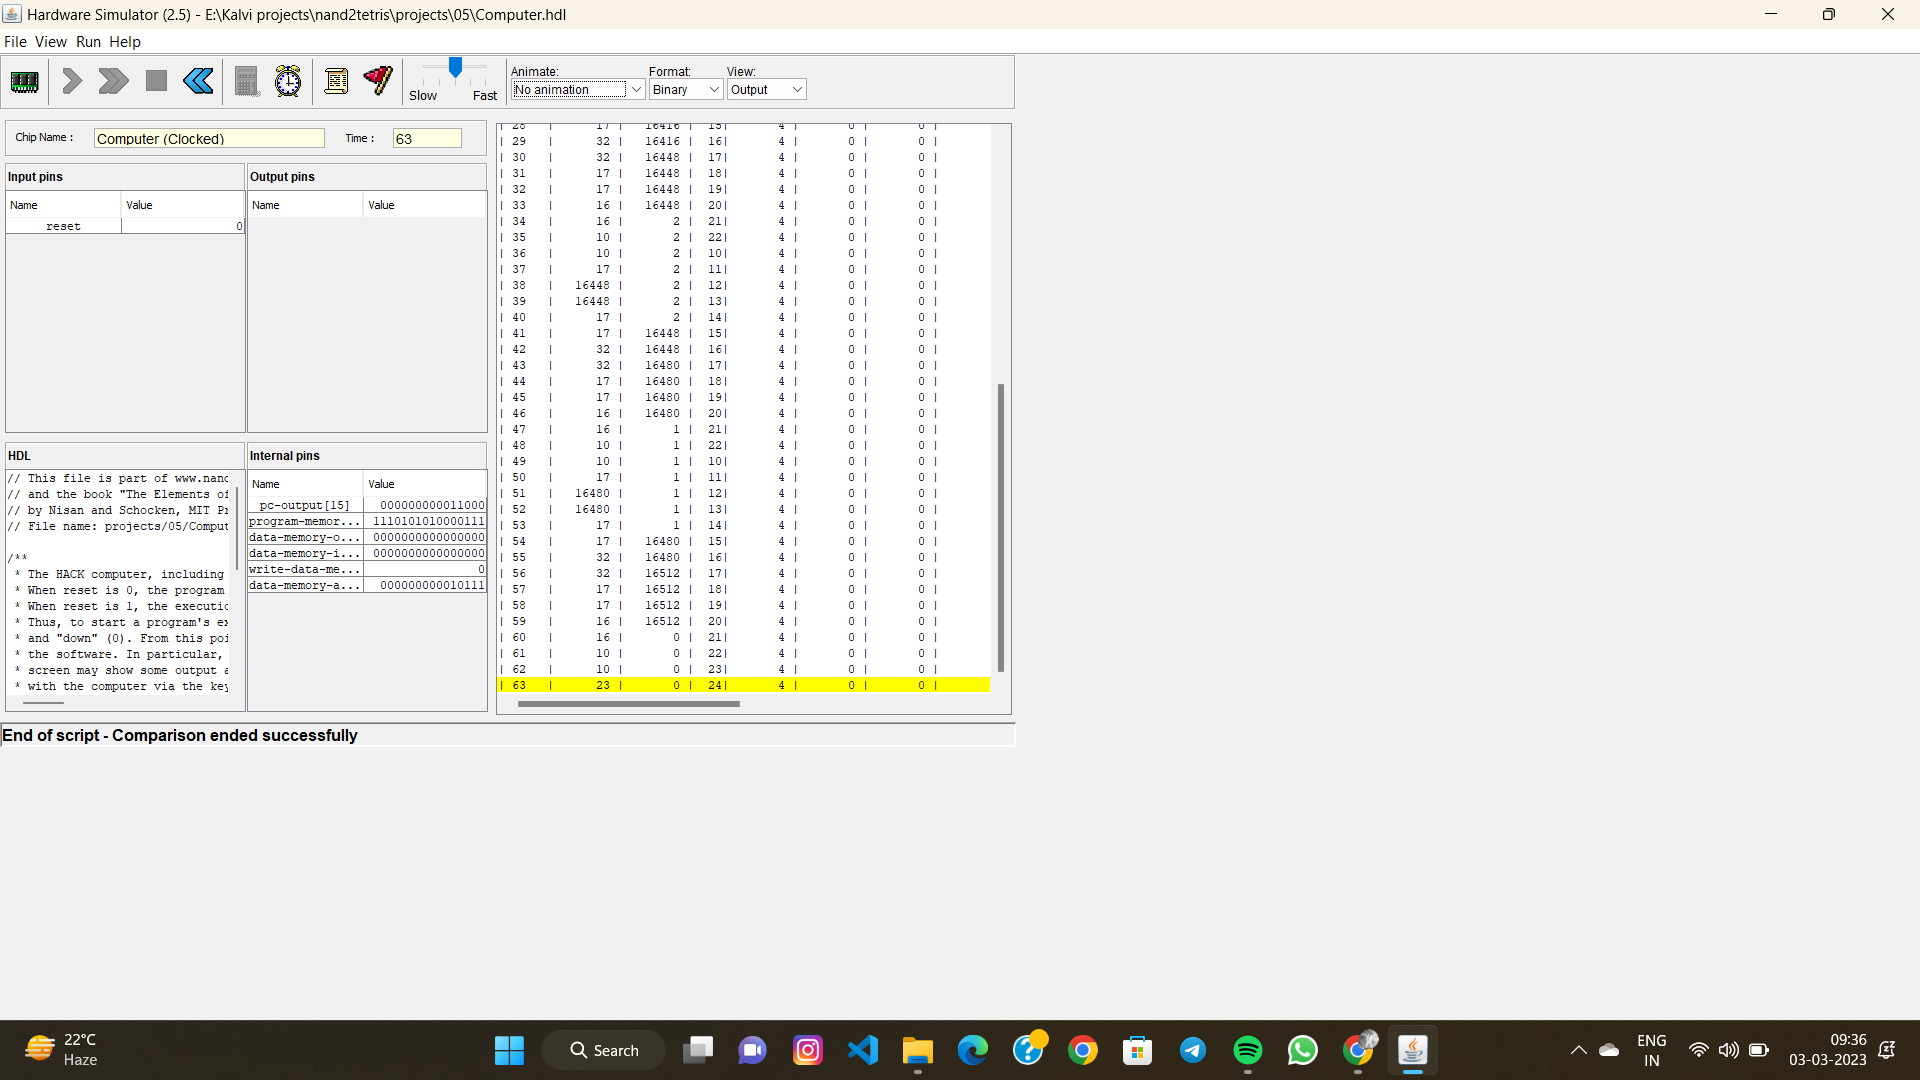 Hardware Simulator (2.5) - E:\Kalvi projects\nand2tetris\projects\05\Computer.hdl
File View Run Help
Slow Fast
Animate: Format: View:
No animation Binary Output
Chip Name : Computer (Clocked) Time : 63
Input pins
Name Value
reset 0
Output pins
Name Value
HDL
// This file is part of www.nand
// and the book "The Elements of
// by Nisan and Schocken, MIT Pr
// File name: projects/05/Comput
/**
* The HACK computer, including
* When reset is 0, the program
* When reset is 1, the executio
* Thus, to start a program's ex
* and "down" (0). From this poi
* the software. In particular,
* screen may show some output a
* with the computer via the key
Internal pins
Name Value
pc-output[15] 0000000000011000
program-memor... 1110101010000111
data-memory-o... 0000000000000000
data-memory-i... 0000000000000000
write-data-me... 0
data-memory-a... 0000000000010111
| 28 | 17 | 16416 | 15| 4 | 0 | 0 |
| 29 | 32 | 16416 | 16| 4 | 0 | 0 |
| 30 | 32 | 16448 | 17| 4 | 0 | 0 |
| 31 | 17 | 16448 | 18| 4 | 0 | 0 |
| 32 | 17 | 16448 | 19| 4 | 0 | 0 |
| 33 | 16 | 16448 | 20| 4 | 0 | 0 |
| 34 | 16 | 2 | 21| 4 | 0 | 0 |
| 35 | 10 | 2 | 22| 4 | 0 | 0 |
| 36 | 10 | 2 | 10| 4 | 0 | 0 |
| 37 | 17 | 2 | 11| 4 | 0 | 0 |
| 38 | 16448 | 2 | 12| 4 | 0 | 0 |
| 39 | 16448 | 2 | 13| 4 | 0 | 0 |
| 40 | 17 | 2 | 14| 4 | 0 | 0 |
| 41 | 17 | 16448 | 15| 4 | 0 | 0 |
| 42 | 32 | 16448 | 16| 4 | 0 | 0 |
| 43 | 32 | 16480 | 17| 4 | 0 | 0 |
| 44 | 17 | 16480 | 18| 4 | 0 | 0 |
| 45 | 17 | 16480 | 19| 4 | 0 | 0 |
| 46 | 16 | 16480 | 20| 4 | 0 | 0 |
| 47 | 16 | 1 | 21| 4 | 0 | 0 |
| 48 | 10 | 1 | 22| 4 | 0 | 0 |
| 49 | 10 | 1 | 10| 4 | 0 | 0 |
| 50 | 17 | 1 | 11| 4 | 0 | 0 |
| 51 | 16480 | 1 | 12| 4 | 0 | 0 |
| 52 | 16480 | 1 | 13| 4 | 0 | 0 |
| 53 | 17 | 1 | 14| 4 | 0 | 0 |
| 54 | 17 | 16480 | 15| 4 | 0 | 0 |
| 55 | 32 | 16480 | 16| 4 | 0 | 0 |
| 56 | 32 | 16512 | 17| 4 | 0 | 0 |
| 57 | 17 | 16512 | 18| 4 | 0 | 0 |
| 58 | 17 | 16512 | 19| 4 | 0 | 0 |
| 59 | 16 | 16512 | 20| 4 | 0 | 0 |
| 60 | 16 | 0 | 21| 4 | 0 | 0 |
| 61 | 10 | 0 | 22| 4 | 0 | 0 |
| 62 | 10 | 0 | 23| 4 | 0 | 0 |
| 63 | 23 | 0 | 24| 4 | 0 | 0 |
End of script - Comparison ended successfully
22°C
Haze
Search
ENG
IN
09:36
03-03-2023